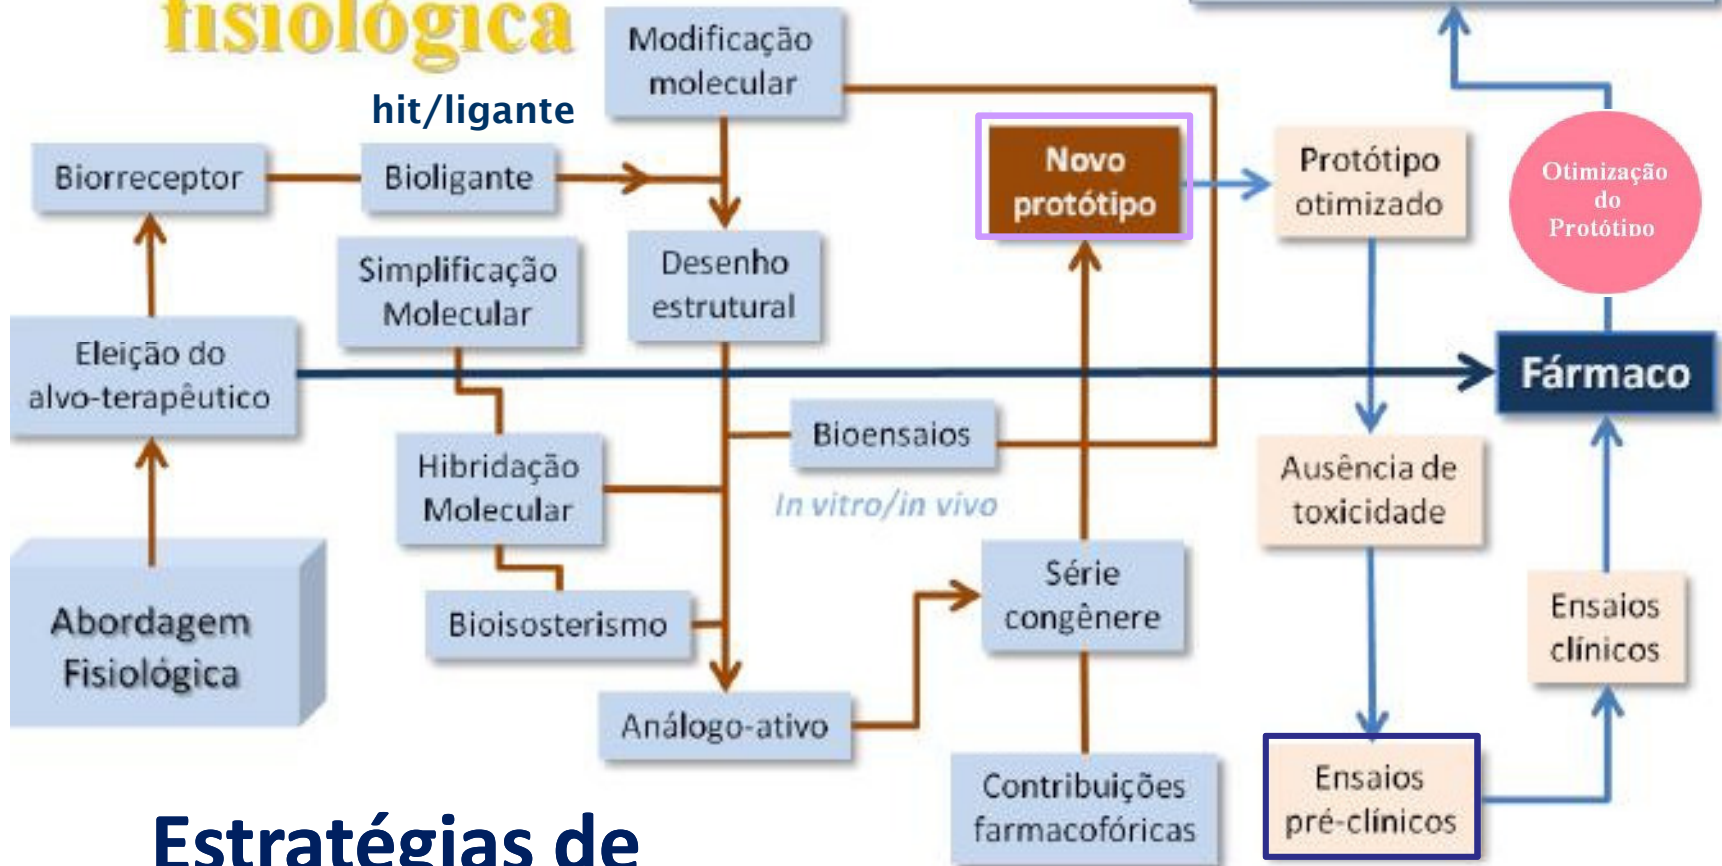 fisiológica
Modificação
molecular
hit/ligante
Biorreceptor
Bioligante
Novo
protótipo
Protótipo
otimizado
Otimização
do
Protótipo
Simplificação
Molecular
Desenho
estrutural
Eleição do
alvo-terapêutico
Fármaco
Bioensaios
Hibridação
Molecular
In vitro/in vivo
Ausência de
toxicidade
Abordagem
Fisiológica
Bioisosterismo
Série
congênere
Ensaios
clínicos
Análogo-ativo
Contribuições
farmacofóricas
Ensaios
pré-clínicos
Estratégias de